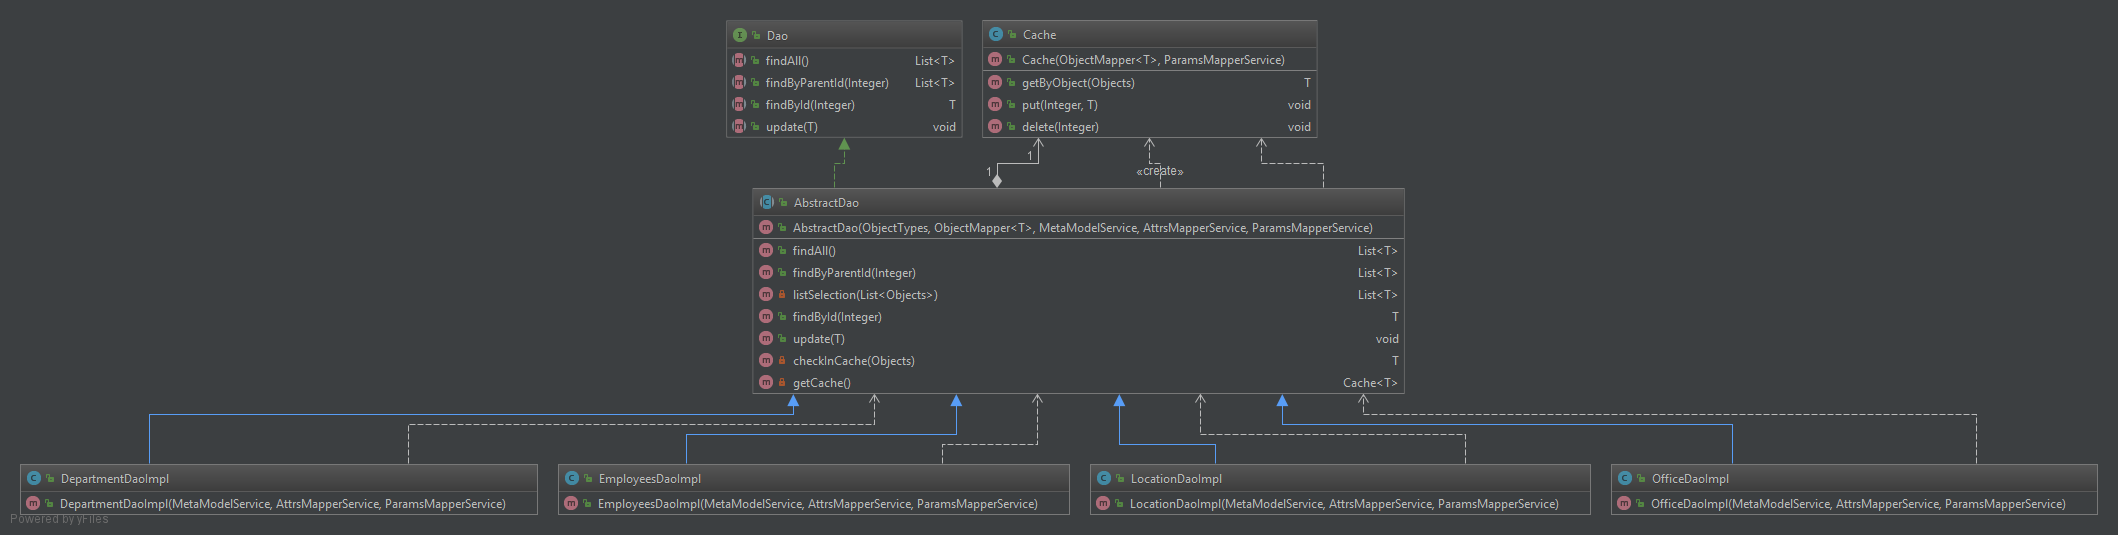 Dao
findAll() List<T>
findByParentId(Integer) List<T>
findById(Integer) T
update(T) void
Cache
Cache(ObjectMapper<T>, ParamsMapperService)
getByObject(Objects) T
put(Integer, T) void
delete(Integer) void
1
1
«create»
AbstractDao
AbstractDao(ObjectTypes, ObjectMapper<T>, MetaModelService, AttrsMapperService, ParamsMapperService)
findAll() List<T>
findByParentId(Integer) List<T>
listSelection(List<Objects>) List<T>
findById(Integer) T
update(T) void
checkInCache(Objects) T
getCache() Cache<T>
DepartmentDaoImpl
DepartmentDaoImpl(MetaModelService, AttrsMapperService, ParamsMapperService)
EmployeesDaoImpl
EmployeesDaoImpl(MetaModelService, AttrsMapperService, ParamsMapperService)
LocationDaoImpl
LocationDaoImpl(MetaModelService, AttrsMapperService, ParamsMapperService)
OfficeDaoImpl
OfficeDaoImpl(MetaModelService, AttrsMapperService, ParamsMapperService)
Powered by yFiles